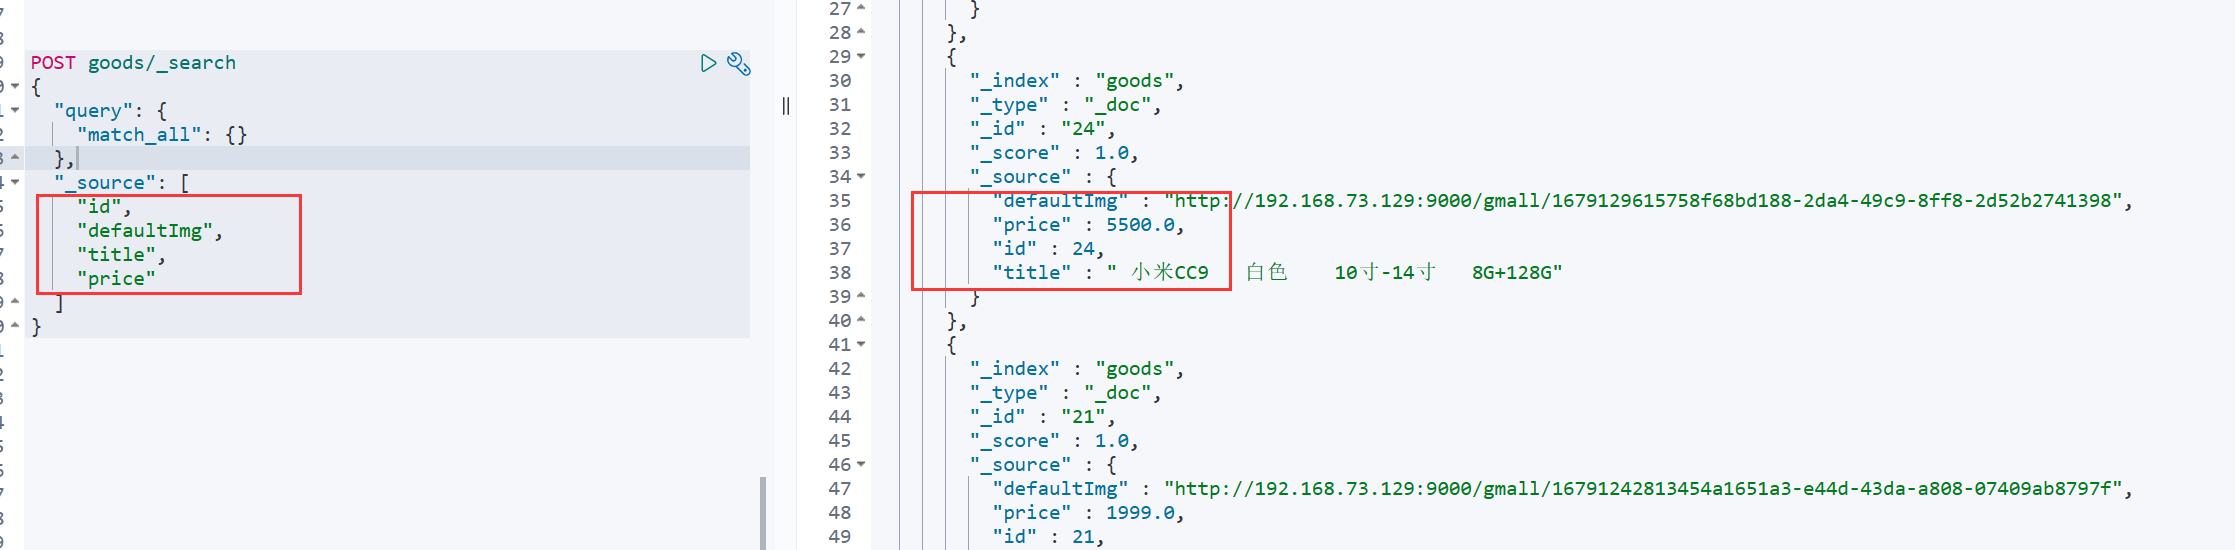 POST goods/_search
{
"query": {
"match_all": {}
},
"_source": [
"id",
"defaultImg",
"title",
"price"
]
}
27 }
28 },
29 {
30 "_index" : "goods",
31 "_type" : "_doc",
32 "_id" : "24",
33 "_score" : 1.0,
34 "_source" : {
35 "defaultImg" : "http://192.168.73.129:9000/gmall/1679129615758f68bd188-2da4-49c9-8ff8-2d52b2741398",
36 "price" : 5500.0,
37 "id" : 24,
38 "title" : " 小米CC9 白色 10寸-14寸 8G+128G"
39 }
40 },
41 {
42 "_index" : "goods",
43 "_type" : "_doc",
44 "_id" : "21",
45 "_score" : 1.0,
46 "_source" : {
47 "defaultImg" : "http://192.168.73.129:9000/gmall/16791242813454a1651a3-e44d-43da-a808-07409ab8797f",
48 "price" : 1999.0,
49 "id" : 21,